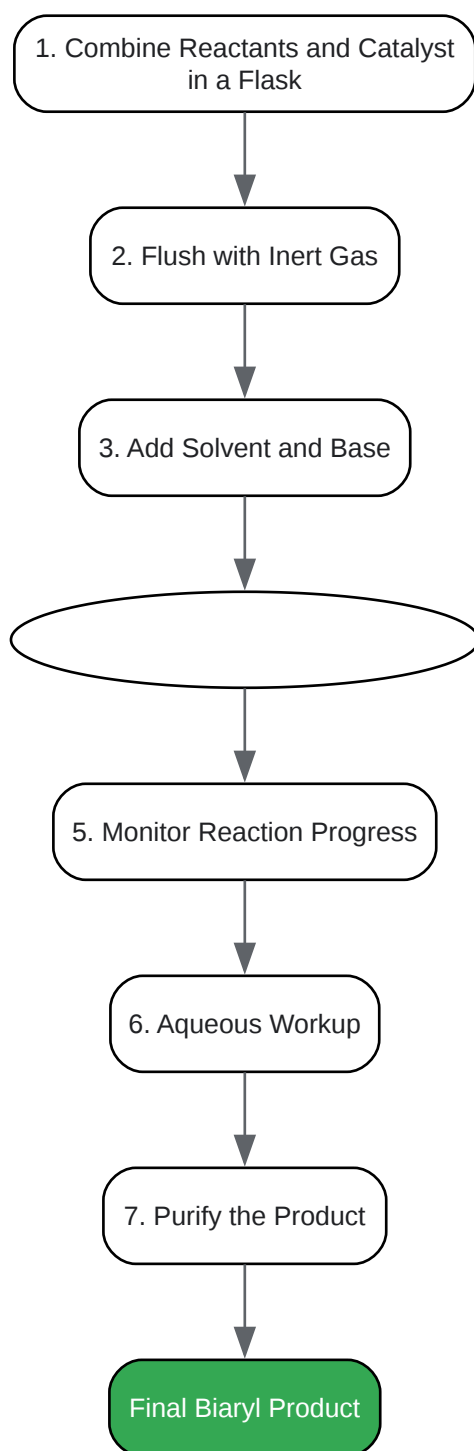 1. Combine Reactants and Catalyst
in a Flask
2. Flush with Inert Gas
3. Add Solvent and Base
5. Monitor Reaction Progress
6. Aqueous Workup
7. Purify the Product
Final Biaryl Product